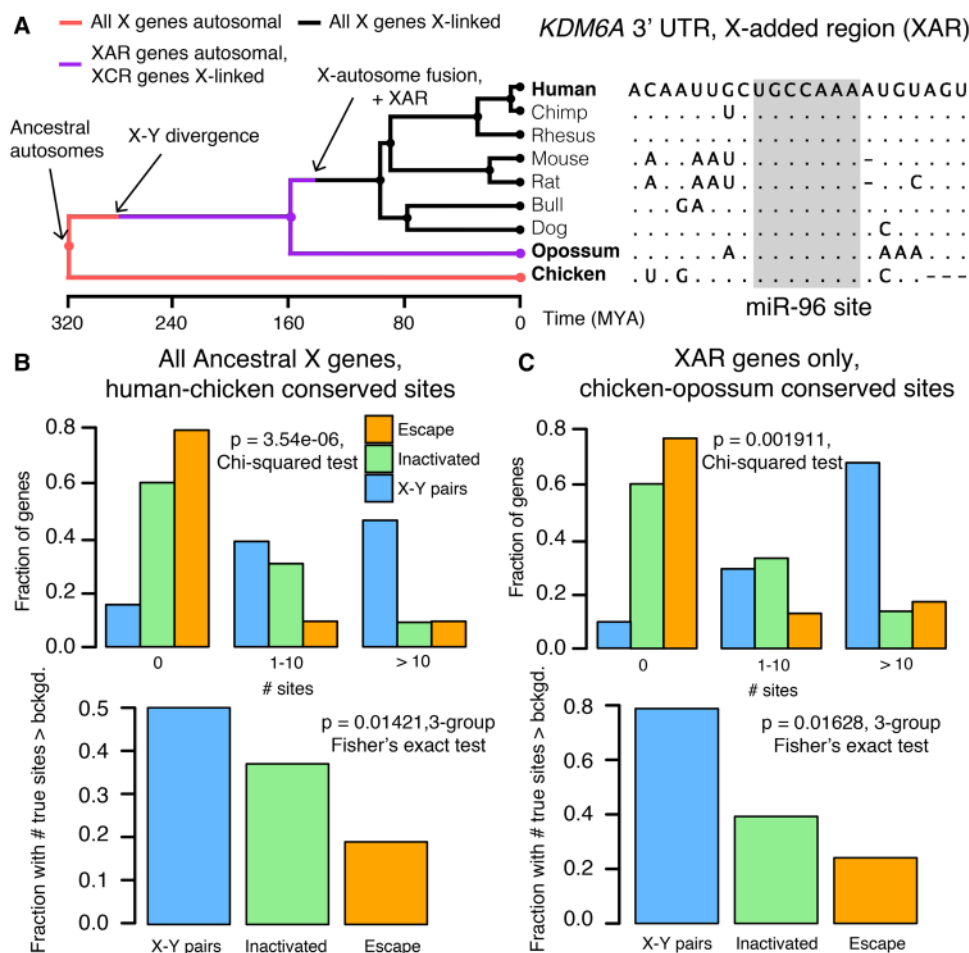 A
All X genes autosomal
All X genes X-linked
XAR genes autosomal,
XCR genes X-linked
KDM6A 3' UTR, X-added region (XAR)
X-autosome fusion,
+ XAR
Ancestral
autosomes
X-Y divergence
Human A C A A U U G C U G C C A A A A U G U A G U
Chimp . . . . . . U . . . . . . . . . . . . . . .
Rhesus . . . . . . . . . . . . . . . . . . . . . .
Mouse . A . . A A U . . . . . . . . - . . . . . .
Rat . A . . A A U . . . . . . . . - . . C . . .
Bull . . . G A . . . . . . . . . . . . . . . . .
Dog . . . . . . . . . . . . . . . . C . . . . .
Opossum . . . . . . A . . . . . . . . . A A A . . .
Chicken . U . G . . . . . . . . . . . . C . . - - -
miR-96 site
320 240 160 80 0 Time (MYA)
B
All Ancestral X genes,
human-chicken conserved sites
Fraction of genes
0.8
0.6
0.4
0.2
0.0
p = 3.54e-06,
Chi-squared test
Escape
Inactivated
X-Y pairs
0 1-10 > 10
# sites
Fraction with # true sites > bckgd.
0.5
0.4
0.3
0.2
0.1
0.0
p = 0.01421,3-group
Fisher's exact test
X-Y pairs Inactivated Escape
C
XAR genes only,
chicken-opossum conserved sites
Fraction of genes
0.8
0.6
0.4
0.2
0.0
p = 0.001911,
Chi-squared test
0 1-10 > 10
# sites
Fraction with # true sites > bckgd.
0.8
0.6
0.4
0.2
0.0
p = 0.01628, 3-group
Fisher's exact test
X-Y pairs Inactivated Escape